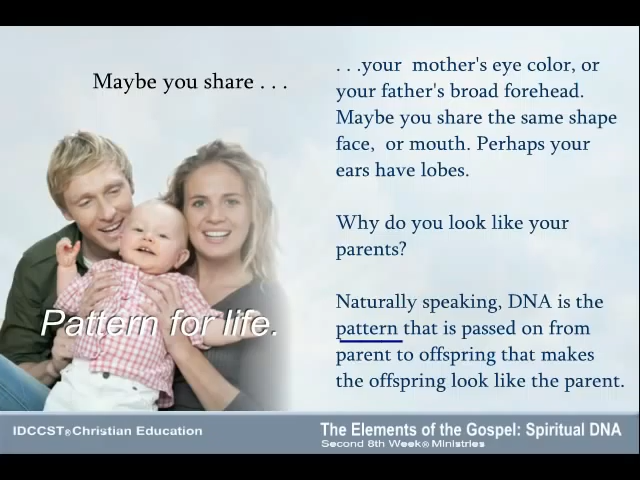 Maybe you share . . .
. . .your mother's eye color, or
your father's broad forehead.
Maybe you share the same shape
face, or mouth. Perhaps your
ears have lobes.
Why do you look like your
parents?
Naturally speaking, DNA is the
pattern that is passed on from
parent to offspring that makes
the offspring look like the parent.
Pattern for life.
IDCCST®Christian Education
The Elements of the Gospel: Spiritual DNA
Second 8th Week® Ministries